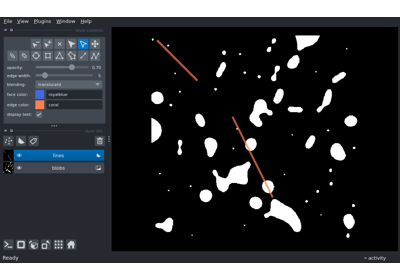 File View Plugins Window Help
opacity: 0.70
edge width:
blending: translucent
face color: royalblue
edge color: coral
display text:
lines
blobs
Ready
activity